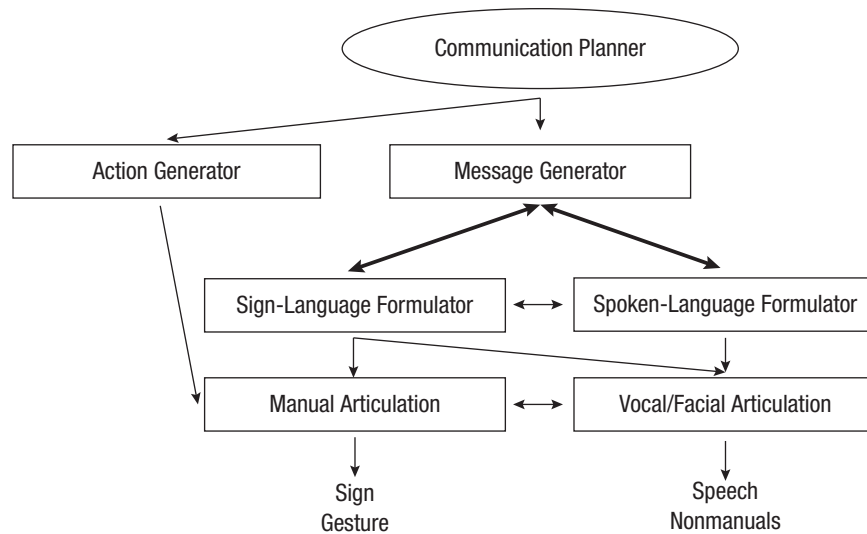 Communication Planner
Action Generator
Message Generator
Sign-Language Formulator
Spoken-Language Formulator
Manual Articulation
Vocal/Facial Articulation
Sign
Gesture
Speech
Nonmanuals